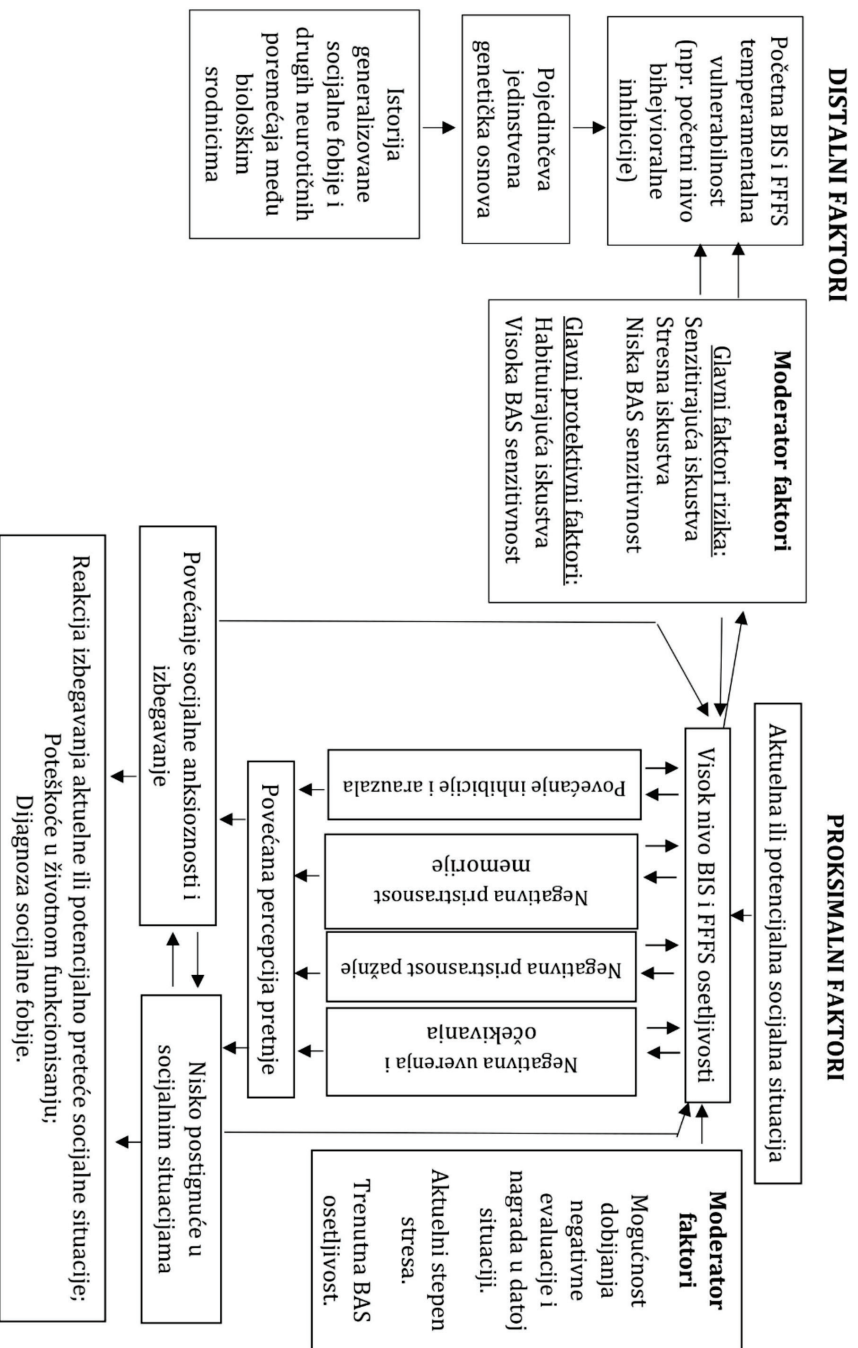 DISTALNI FAKTORI
Početna BIS i FFFS
temperamentalna
vulnerabilnost
(npr. početni nivo
bihejvioralne
inhibicije)
Pojedinčeva
jedinstvena
genetička osnova
Istorija
generalizovane
socijalne fobije i
drugih neurotičnih
poremećaja među
biološkim
srodnicima
Moderator faktori
Glavni faktori rizika:
Senzitirajuća iskustva
Stresna iskustva
Niska BAS senzitivnost
Glavni protektivni faktori:
Habituirajuća iskustva
Visoka BAS senzitivnost
PROKSIMALNI FAKTORI
Aktuelna ili potencijalna socijalna situacija
Visok nivo BIS i FFFS osetljivosti
Povećanje inhibicije i arauzala
Negativna pristrasnost
memorije
Negativna pristrasnost pažnje
Negativna uverenja i
očekivanja
Povećana percepcija pretnje
Povećanje socijalne anksioznosti i
izbegavanje
Nisko postignuće u
socijalnim situacijama
Reakcija izbegavanja aktuelne ili potencijalno preteće socijalne situacije;
Poteškoće u životnom funkcionisanju;
Dijagnoza socijalne fobije.
Moderator
faktori
Mogućnost
dobijanja
negativne
evaluacije i
nagrada u datoj
situaciji.
Aktuelni stepen
stresa.
Trenutna BAS
osetljivost.